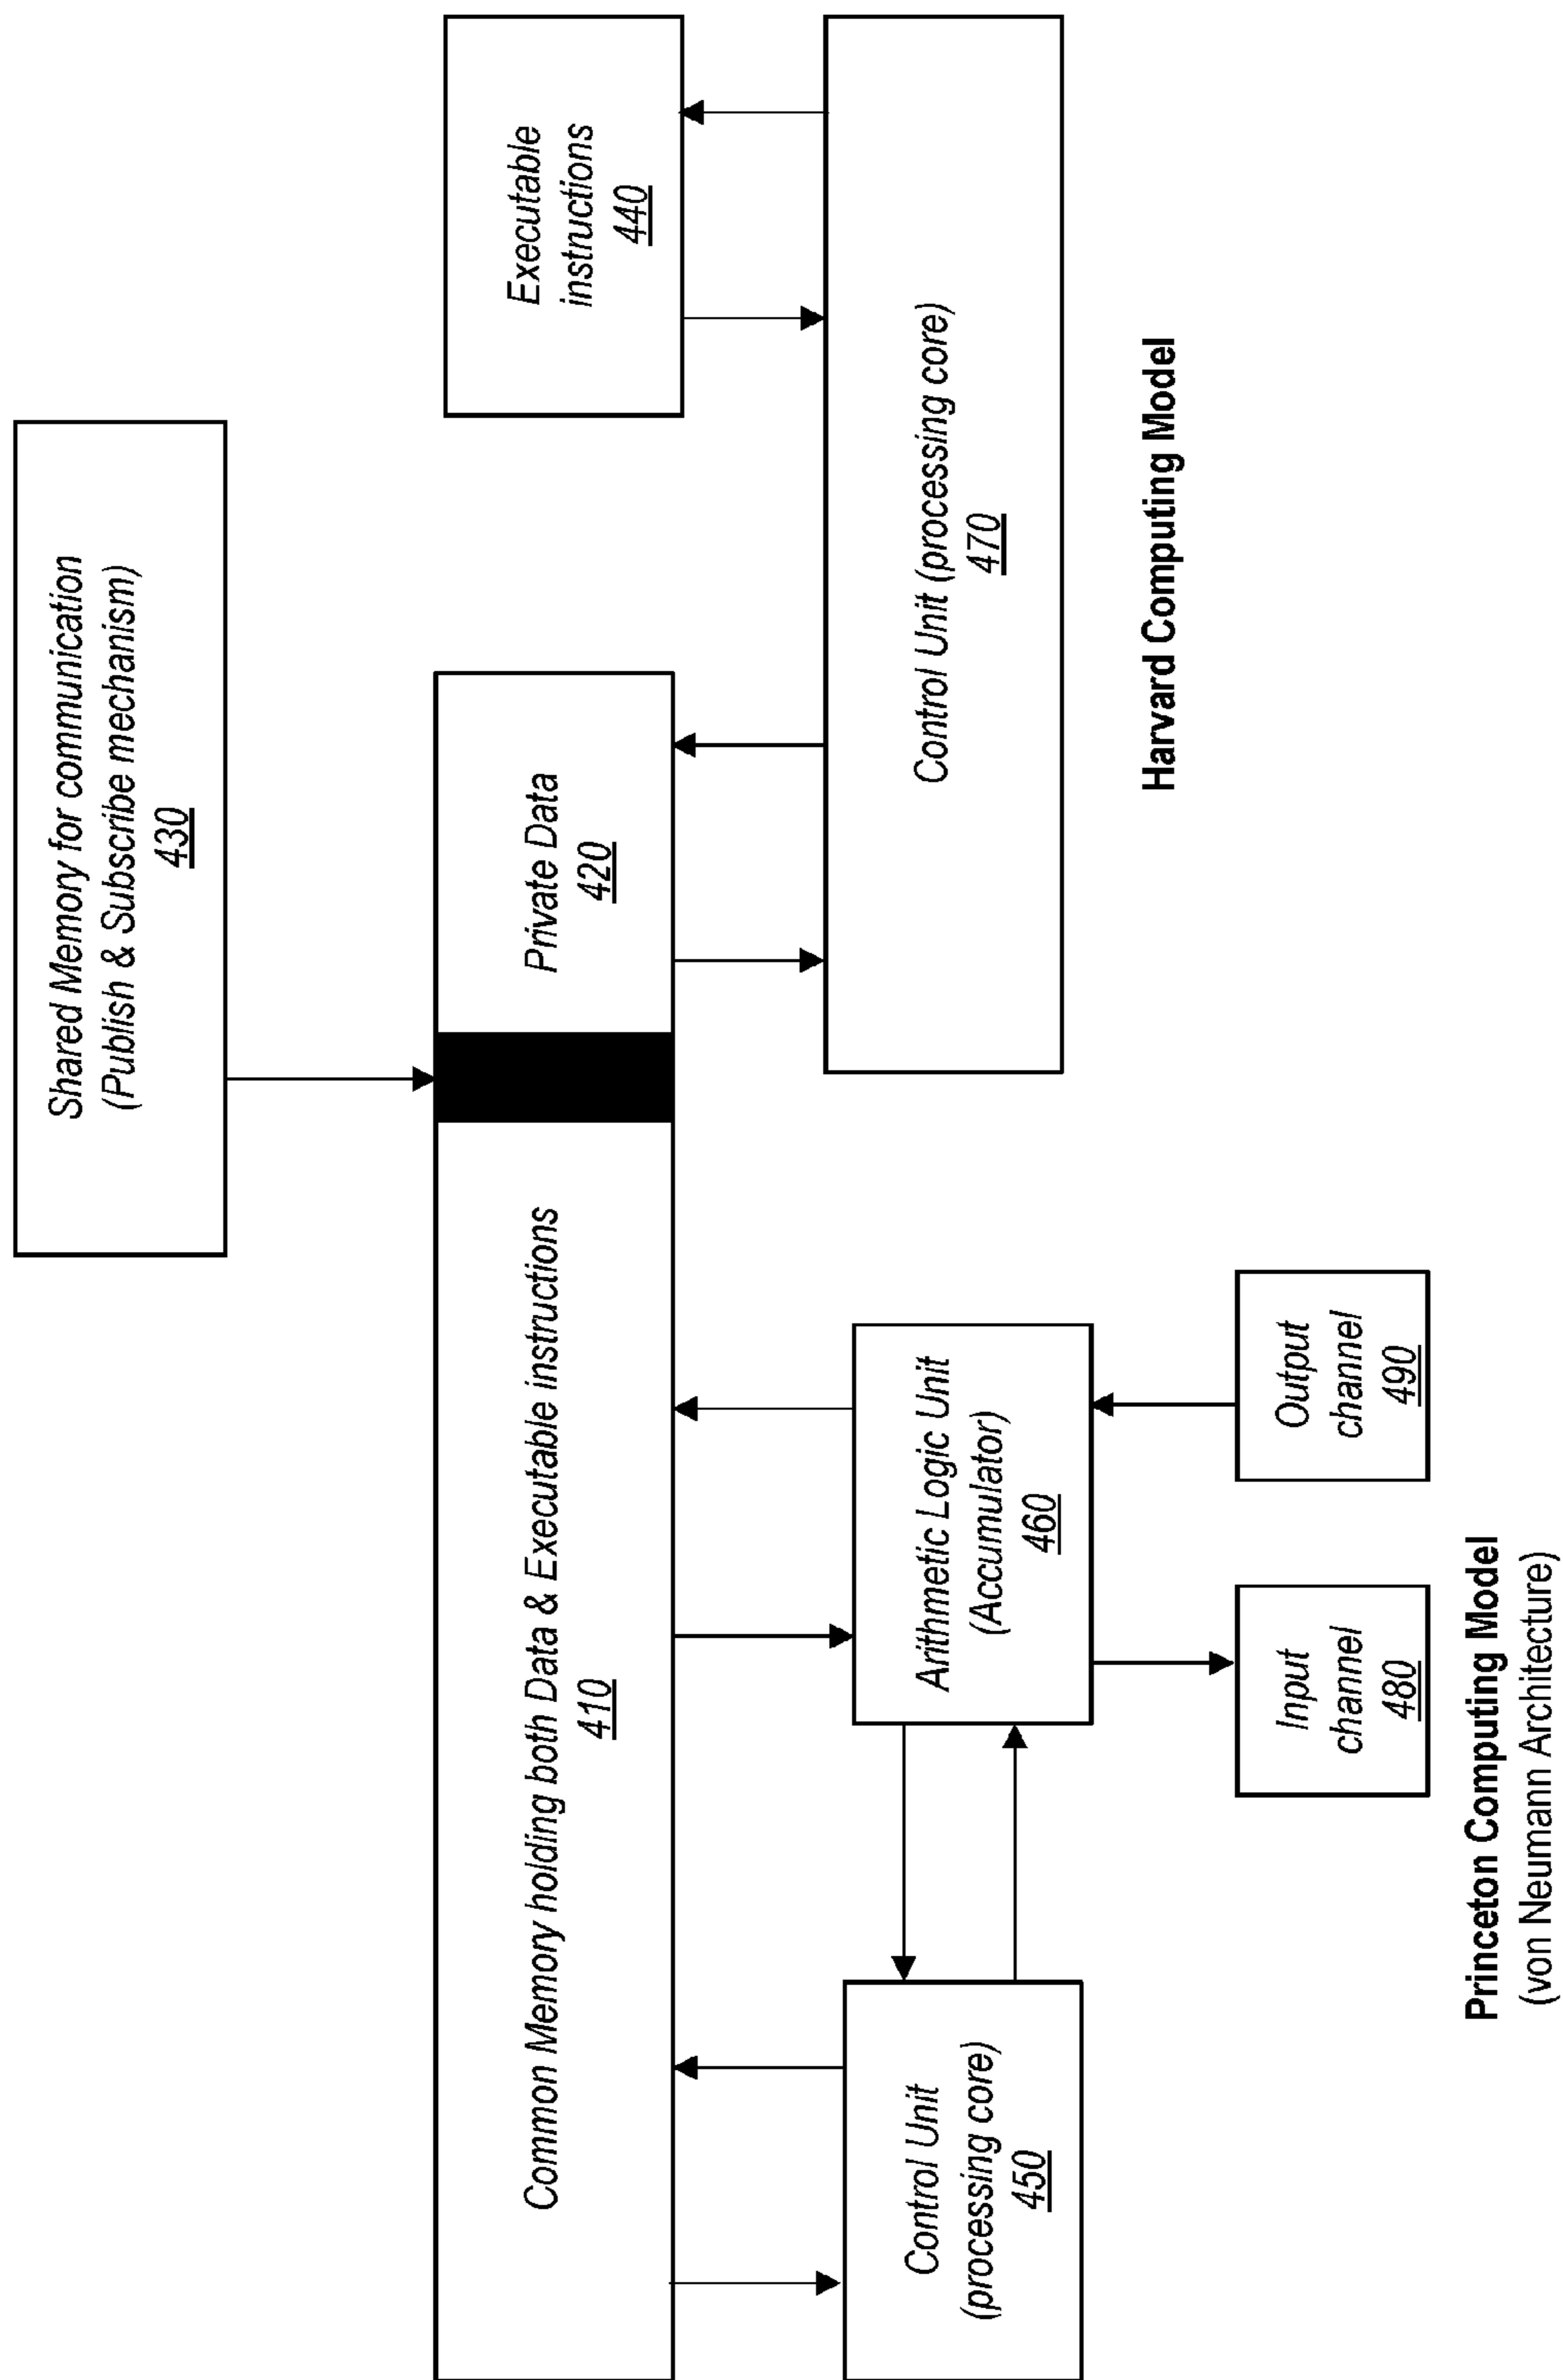 Shared Memory for communication
(Publish & Subscribe mechanism)
430
Common Memory holding both Data & Executable instructions
410
Private Data
420
Executable
instructions
440
Control Unit
(processing core)
450
Arithmetic Logic Unit
(Accumulator)
460
Control Unit (processing core)
470
Input
channel
480
Output
channel
490
Harvard Computing Model
Princeton Computing Model
(von Neumann Architecture)